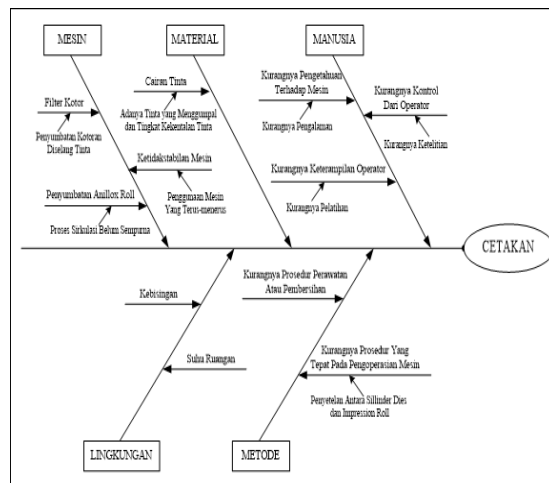 MESIN
MATERIAL
MANUSIA
Filter Kotor
Penyumbatan Kotoran
Diselang Tinta
Cairan Tinta
Adanya Tinta yang Menggumpal
dan Tingkat Kekentalan Tinta
Ketidakstabilan Mesin
Penggunaan Mesin
Yang Terus-menerus
Penyumbatan Anillox Roll
Proses Sirkulasi Belum Sempurna
Kurangnya Pengetahuan
Terhadap Mesin
Kurangnya Pengalaman
Kurangnya Kontrol
Dari Operator
Kurangnya Ketelitian
Kurangnya Keterampilan Operator
Kurangnya Pelatihan
CETAKAN
Kebisingan
Suhu Ruangan
Kurangnya Prosedur Perawatan
Atau Pembersihan
Kurangnya Prosedur Yang
Tepat Pada Pengoperasian Mesin
Penyetelan Antara Sillinder Dies
dan Impression Roll
LINGKUNGAN
METODE